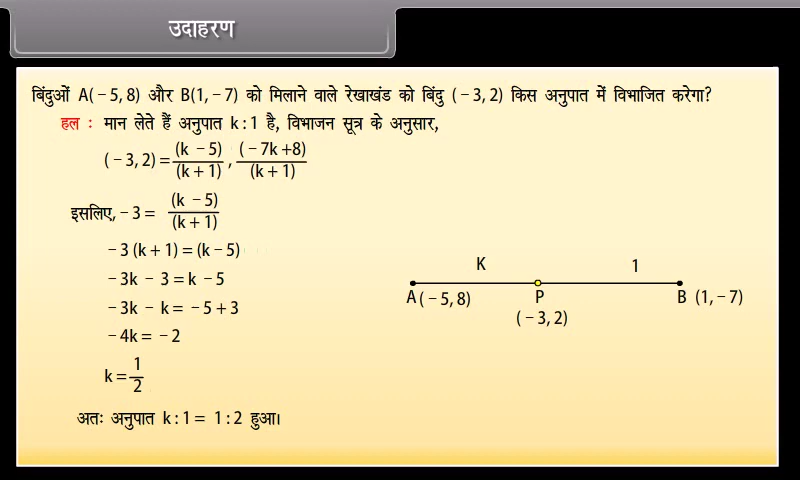 उदाहरण
बिंदुओं A(−5, 8) और B(1, −7) को मिलाने वाले रेखाखंड को बिंदु (−3, 2) किस अनुपात में विभाजित करेगा?
हल : मान लेते हैं अनुपात k : 1 है, विभाजन सूत्र के अनुसार,
(−3, 2) = (k − 5)/(k + 1) , (−7k +8)/(k + 1)
इसलिए, −3 = (k − 5)/(k + 1)
−3 (k + 1) = (k − 5)
−3k − 3 = k − 5
−3k − k = −5 + 3
−4k = −2
k = 1/2
अतः अनुपात k : 1 = 1 : 2 हुआ।
K 1
A (−5, 8) P B (1, −7)
(−3, 2)